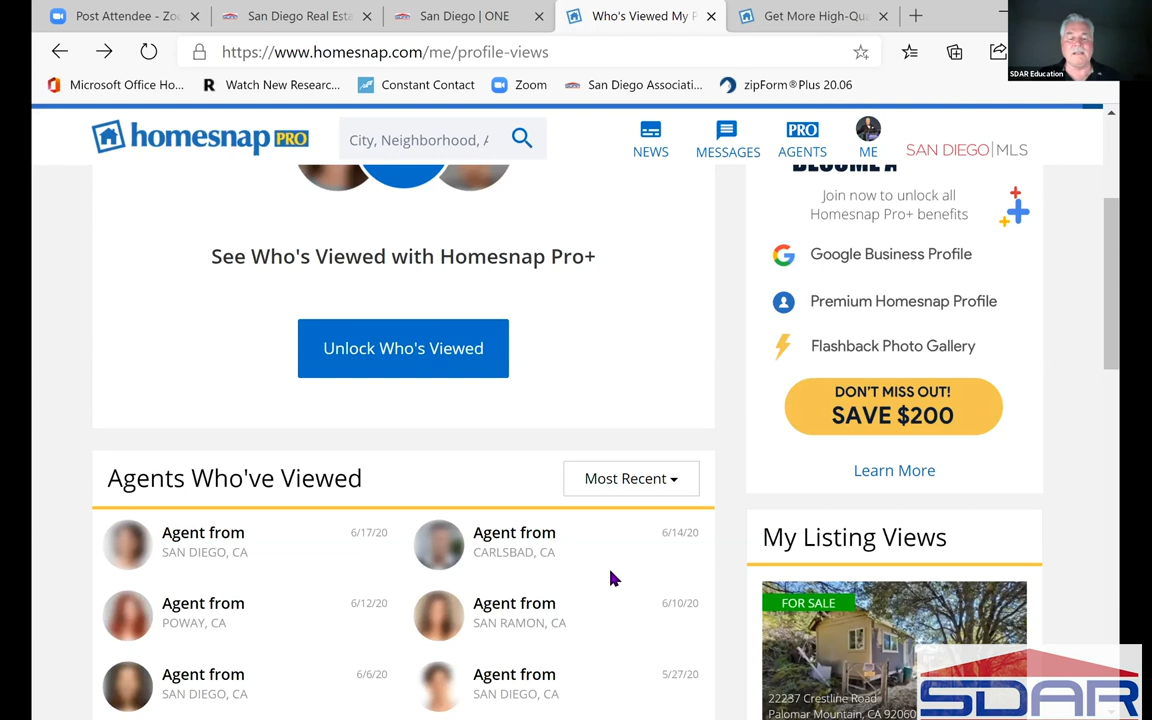 Post Attendee - Zo
San Diego Real Esta
San Diego | ONE
Who's Viewed My P
Get More High-Qua
https://www.homesnap.com/me/profile-views
SDAR Education
Microsoft Office Ho...
Watch New Researc...
Constant Contact
Zoom
San Diego Associati...
zipForm®Plus 20.06
homesnap PRO
City, Neighborhood, A
NEWS
MESSAGES
PRO
AGENTS
ME
SAN DIEGO|MLS
BECOME A
Join now to unlock all
Homesnap Pro+ benefits
See Who's Viewed with Homesnap Pro+
Unlock Who's Viewed
Google Business Profile
Premium Homesnap Profile
Flashback Photo Gallery
DON'T MISS OUT!
SAVE $200
Learn More
Agents Who've Viewed
Most Recent
Agent from
SAN DIEGO, CA
6/17/20
Agent from
CARLSBAD, CA
6/14/20
Agent from
POWAY, CA
6/12/20
Agent from
SAN RAMON, CA
6/10/20
Agent from
SAN DIEGO, CA
6/6/20
Agent from
SAN DIEGO, CA
5/27/20
My Listing Views
FOR SALE
22237 Crestline Road
Palomar Mountain, CA 92060
SDAR